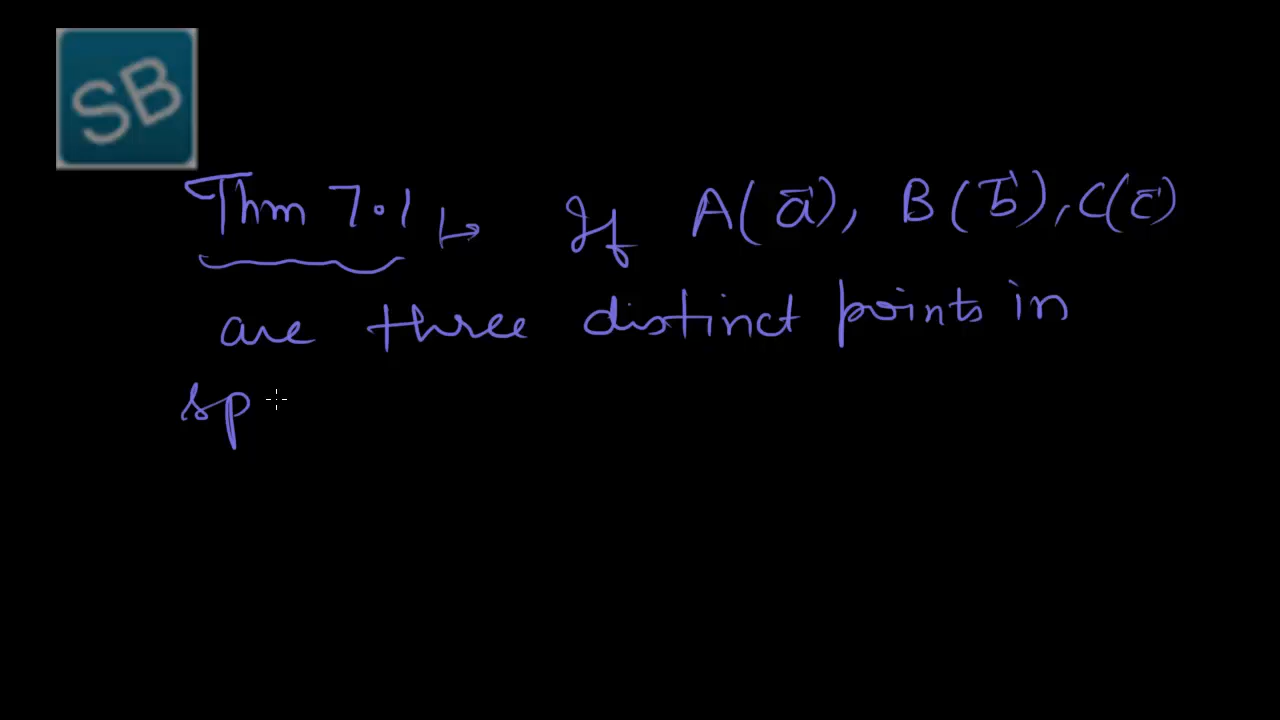 SB
Thm 7.1 ↦ If A(a⃗), B(b⃗), C(c⃗)
are three distinct points in
sp